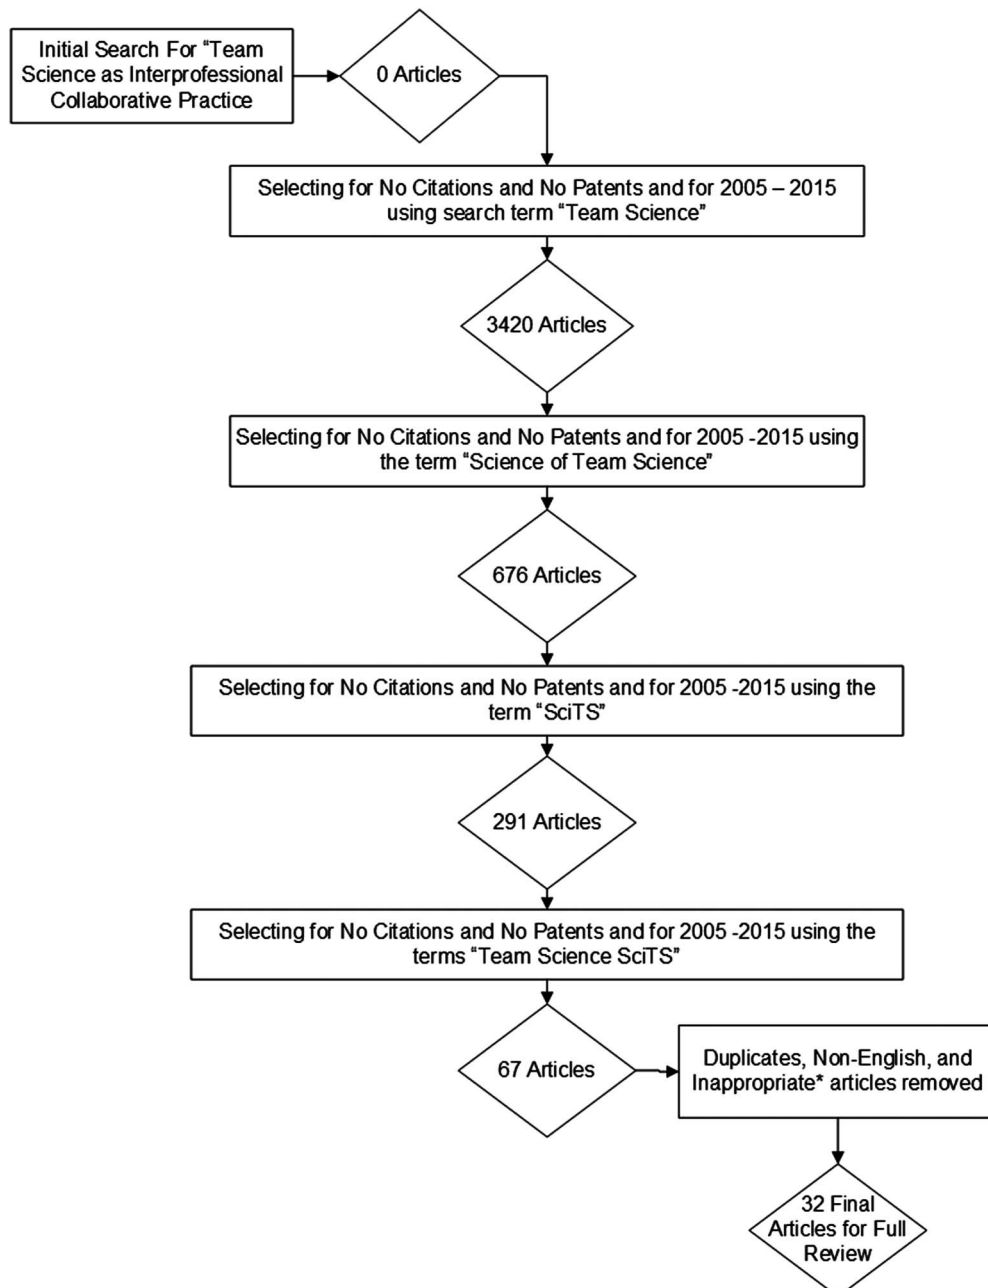 Initial Search For “Team
Science as Interprofessional
Collaborative Practice
0 Articles
Selecting for No Citations and No Patents and for 2005 – 2015
using search term “Team Science”
3420 Articles
Selecting for No Citations and No Patents and for 2005 -2015 using
the term “Science of Team Science”
676 Articles
Selecting for No Citations and No Patents and for 2005 -2015 using the
term “SciTS”
291 Articles
Selecting for No Citations and No Patents and for 2005 -2015 using the
terms “Team Science SciTS”
67 Articles
Duplicates, Non-English, and
Inappropriate* articles removed
32 Final
Articles for Full
Review